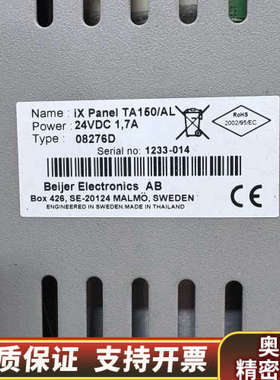 Name : iX Panel TA150/AL
Power : 24VDC 1,7A
Type : 08276D
Serial no: 1233-014
RoHS
2002/95/EC
Beijer Electronics AB
Box 426, SE-20124 MALMÖ, SWEDEN
ENGINEERED IN SWEDEN MADE IN THAILAND
CE
质保证 支持测试
奥
精密